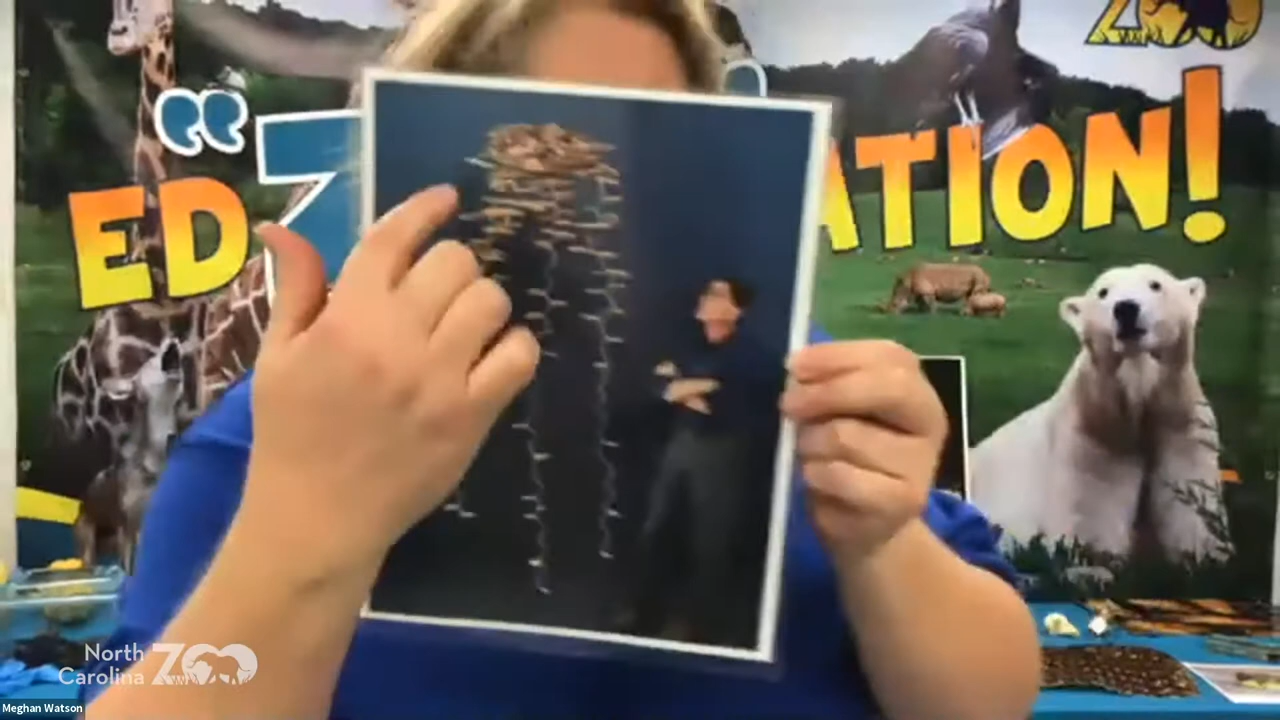 ZOO
"Z
ED
ATION!
North
Carolina ZOO
Meghan Watson